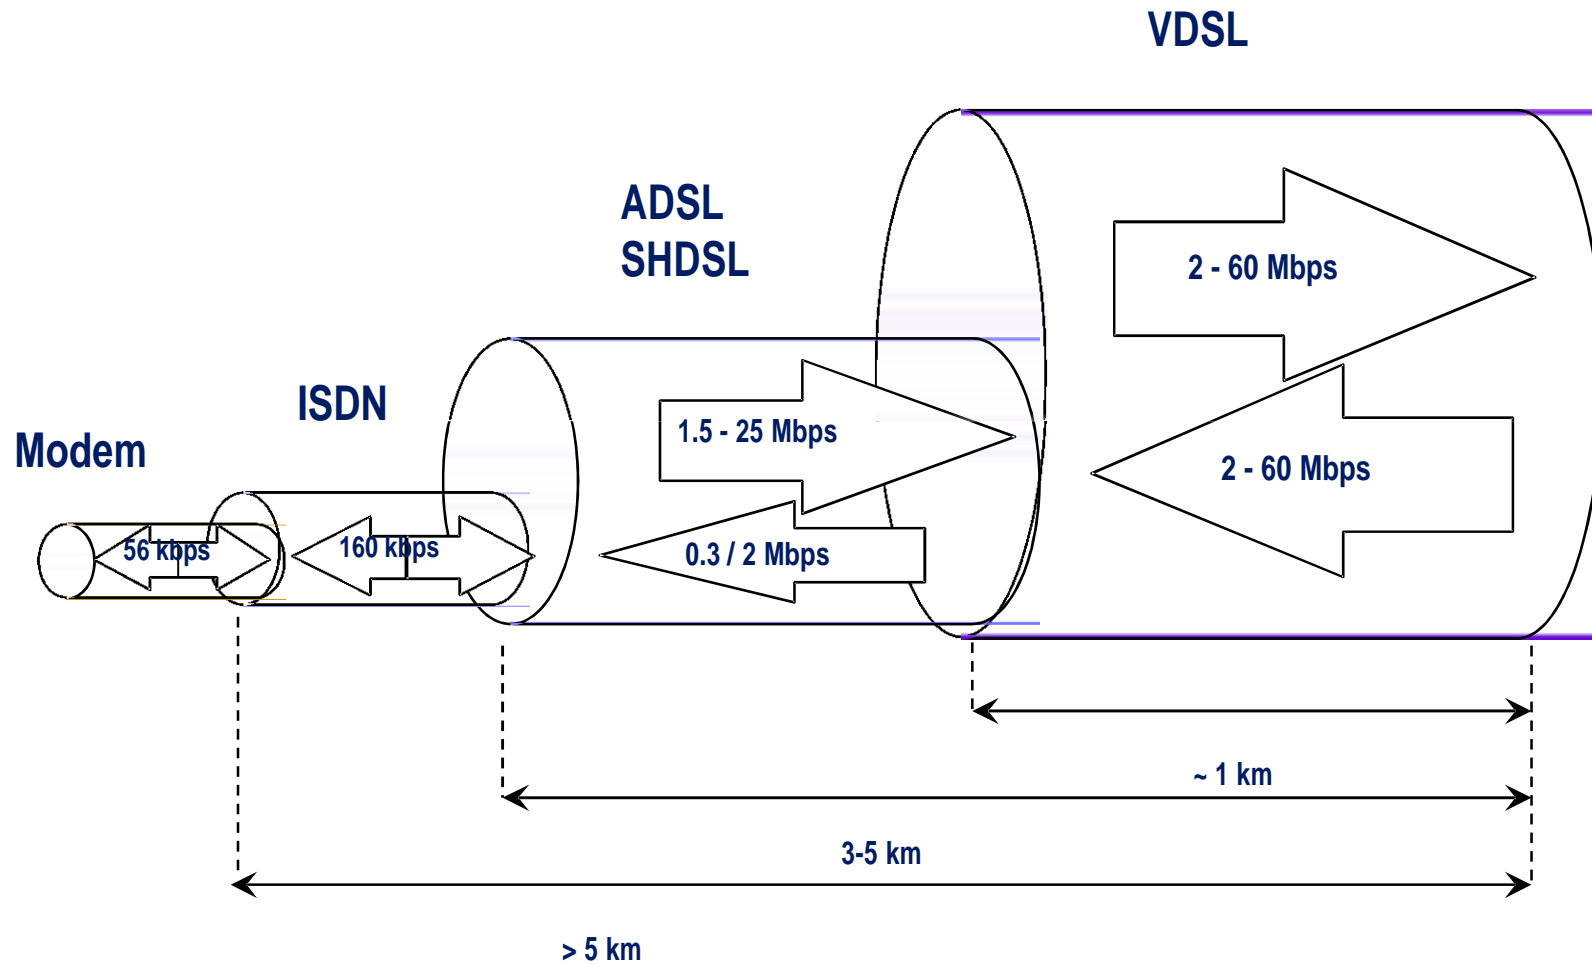 VDSL
ADSL
SHDSL
ISDN
Modem
2 - 60 Mbps
1.5 - 25 Mbps
2 - 60 Mbps
56 kbps
160 kbps
0.3 / 2 Mbps
~ 1 km
3-5 km
> 5 km